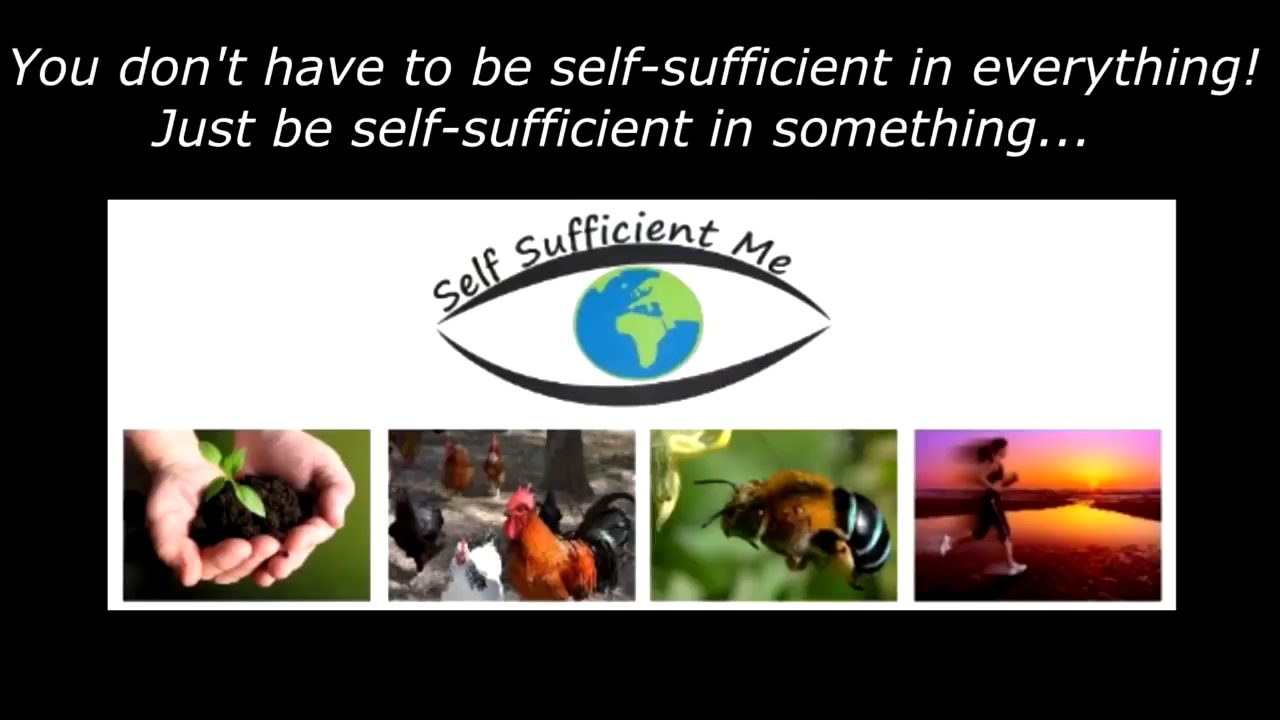 You don't have to be self-sufficient in everything!
Just be self-sufficient in something...
Self Sufficient Me